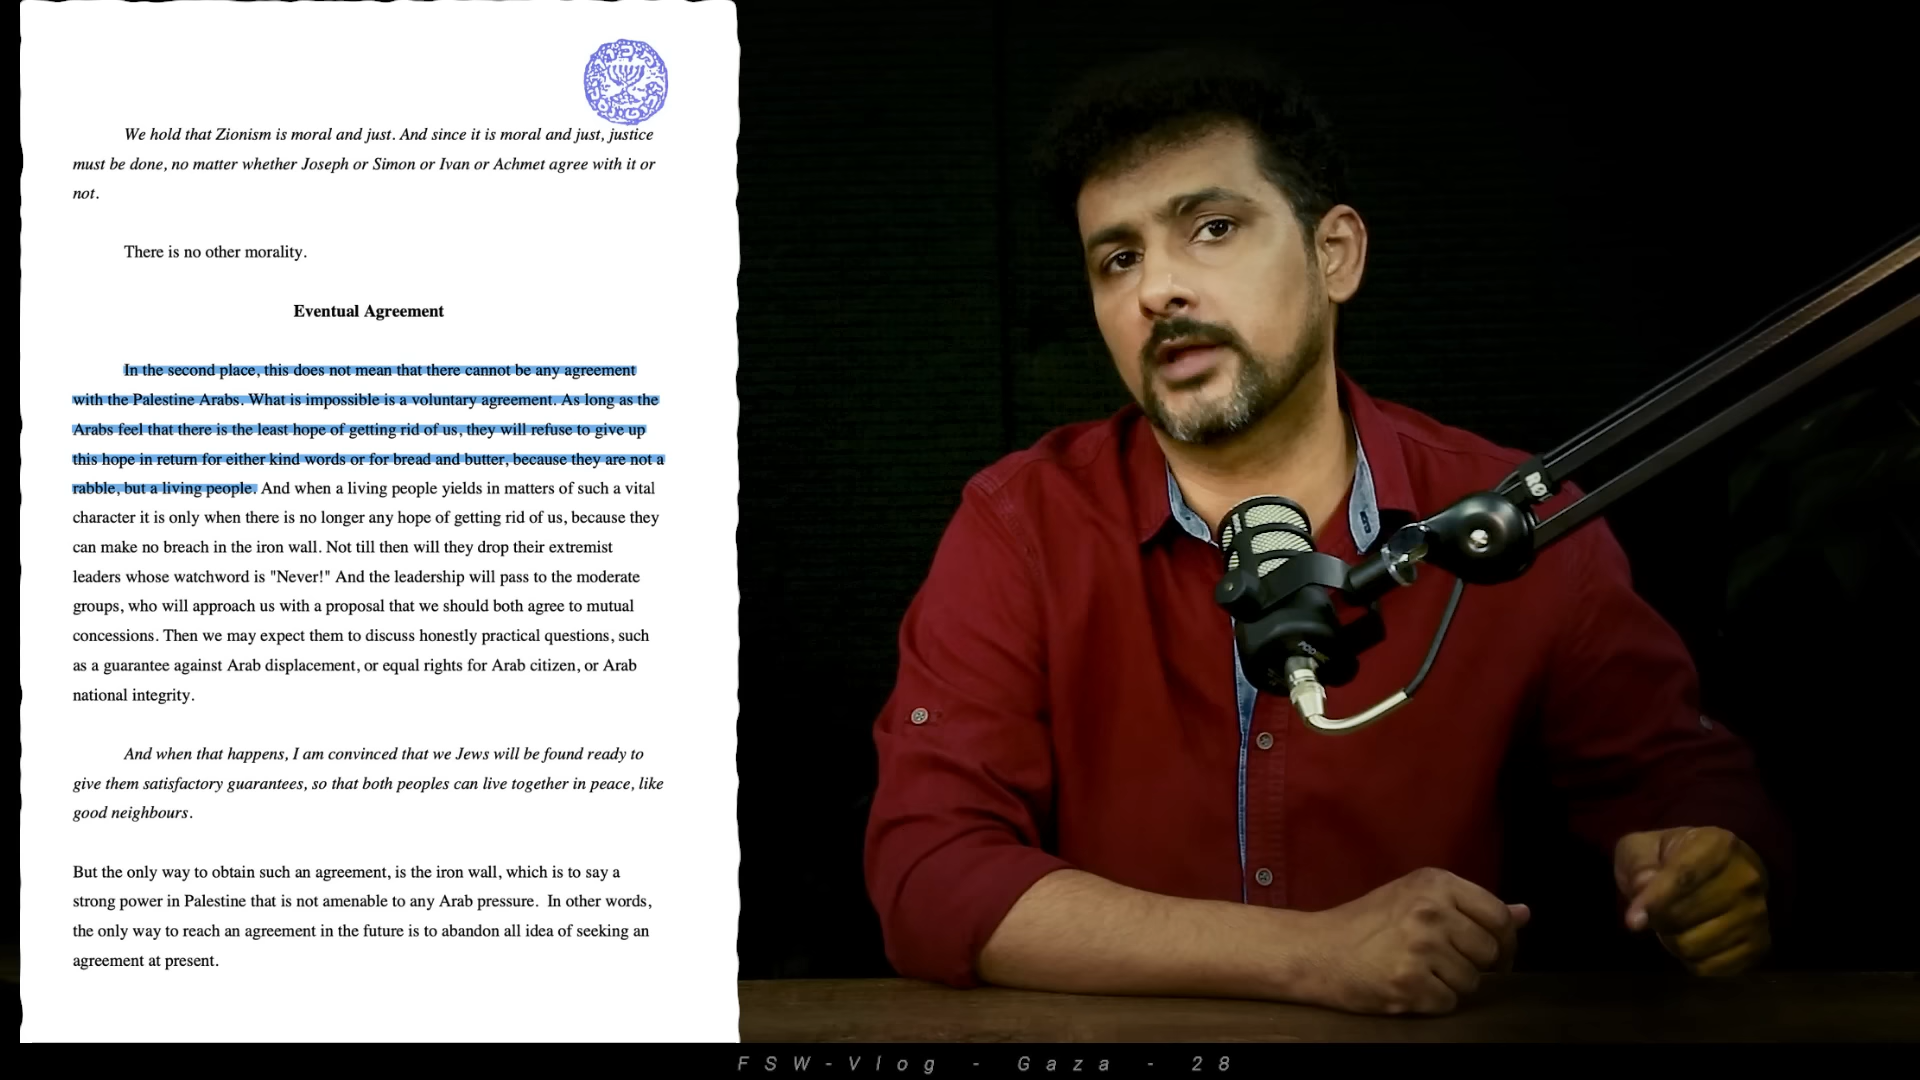 We hold that Zionism is moral and just. And since it is moral and just, justice
must be done, no matter whether Joseph or Simon or Ivan or Achmet agree with it or
not.
There is no other morality.
Eventual Agreement
In the second place, this does not mean that there cannot be any agreement
with the Palestine Arabs. What is impossible is a voluntary agreement. As long as the
Arabs feel that there is the least hope of getting rid of us, they will refuse to give up
this hope in return for either kind words or for bread and butter, because they are not a
rabble, but a living people. And when a living people yields in matters of such a vital
character it is only when there is no longer any hope of getting rid of us, because they
can make no breach in the iron wall. Not till then will they drop their extremist
leaders whose watchword is "Never!" And the leadership will pass to the moderate
groups, who will approach us with a proposal that we should both agree to mutual
concessions. Then we may expect them to discuss honestly practical questions, such
as a guarantee against Arab displacement, or equal rights for Arab citizen, or Arab
national integrity.
And when that happens, I am convinced that we Jews will be found ready to
give them satisfactory guarantees, so that both peoples can live together in peace, like
good neighbours.
But the only way to obtain such an agreement, is the iron wall, which is to say a
strong power in Palestine that is not amenable to any Arab pressure. In other words,
the only way to reach an agreement in the future is to abandon all idea of seeking an
agreement at present.
FSW-Vlog - Gaza - 28